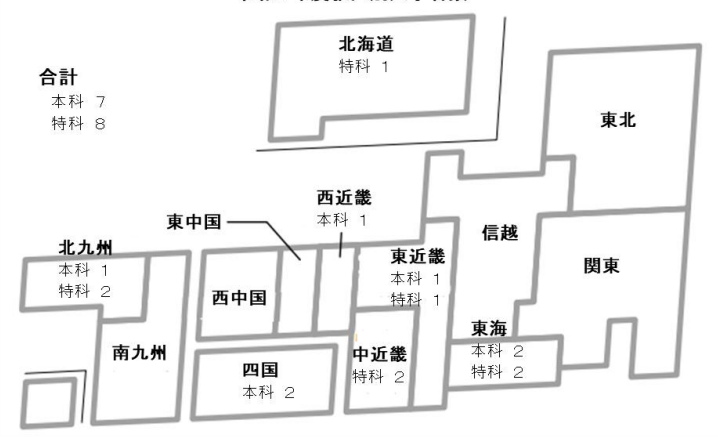 北海道
特科 1
合計
本科 7
特科 8
東北
西近畿
本科 1
東中国
信越
北九州
本科 1
特科 2
東近畿
本科 1
特科 1
関東
西中国
東海
本科 2
特科 2
南九州
四国
本科 2
中近畿
特科 2